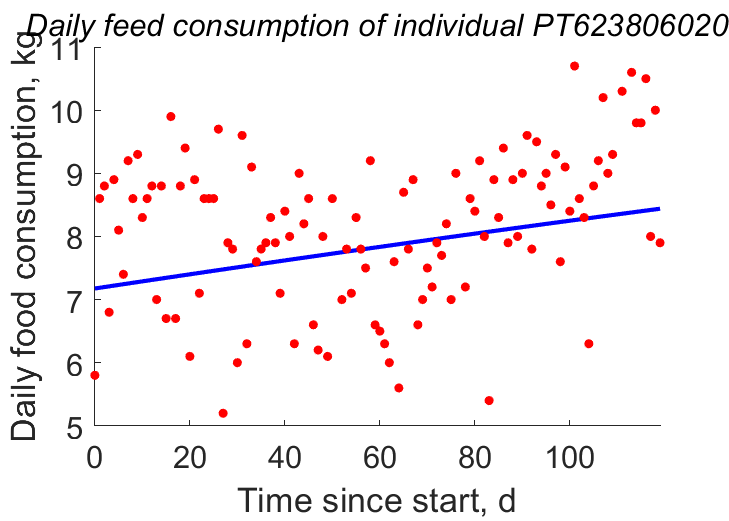 Daily feed consumption of individual PT623806020
Daily food consumption, kg
11
10
9
8
7
6
5
0 20 40 60 80 100
Time since start, d